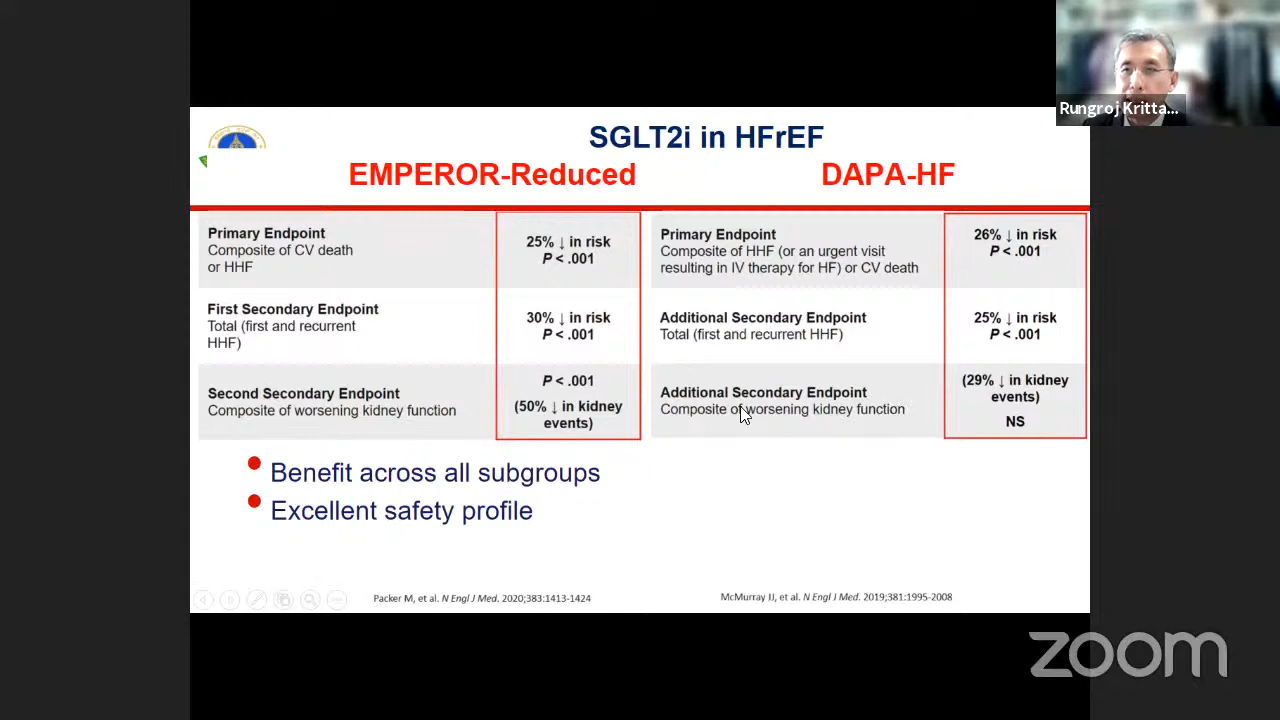 Rungroj Kritta...
SGLT2i in HFrEF
EMPEROR-Reduced
DAPA-HF
Primary Endpoint
Composite of CV death
or HHF
25% ↓ in risk
P < .001
First Secondary Endpoint
Total (first and recurrent
HHF)
30% ↓ in risk
P < .001
Second Secondary Endpoint
Composite of worsening kidney function
P < .001
(50% ↓ in kidney
events)
Primary Endpoint
Composite of HHF (or an urgent visit
resulting in IV therapy for HF) or CV death
26% ↓ in risk
P < .001
Additional Secondary Endpoint
Total (first and recurrent HHF)
25% ↓ in risk
P < .001
Additional Secondary Endpoint
Composite of worsening kidney function
(29% ↓ in kidney
events)
NS
Benefit across all subgroups
Excellent safety profile
Packer M, et al. N Engl J Med. 2020;383:1413-1424
McMurray JJ, et al. N Engl J Med. 2019;381:1995-2008
zoom